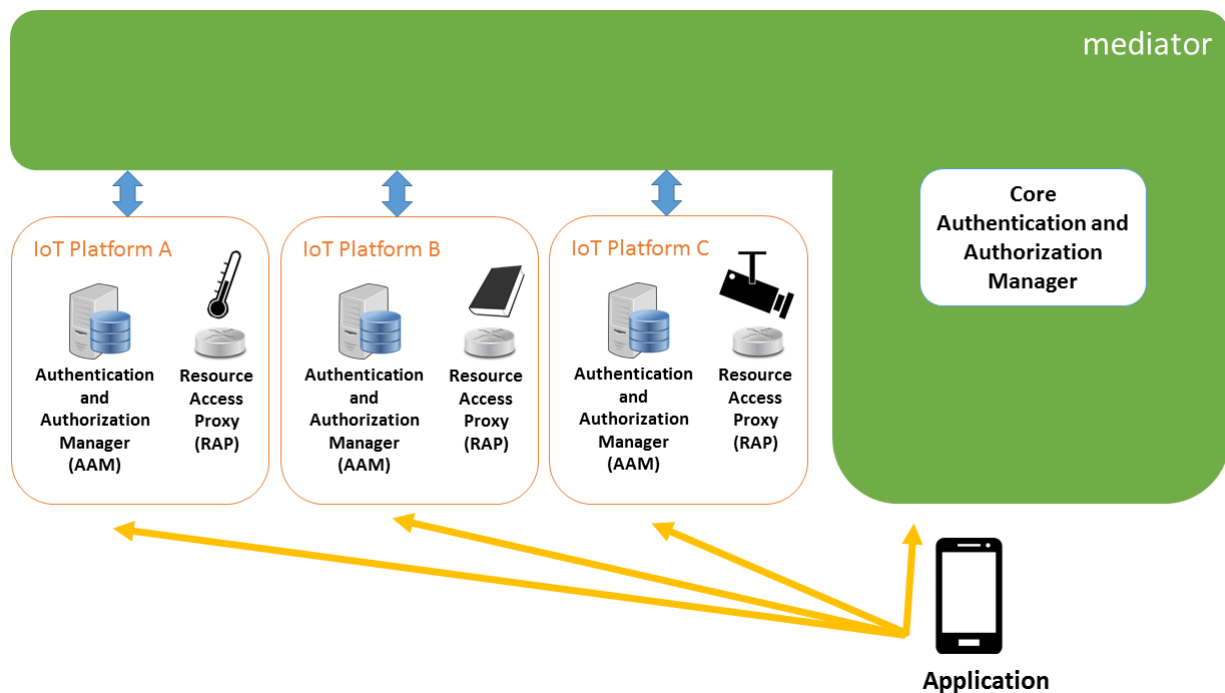 mediator
Core
Authentication and
Authorization
Manager
IoT Platform A
Authentication
and
Authorization
Manager
(AAM)
Resource
Access
Proxy
(RAP)
IoT Platform B
Authentication
and
Authorization
Manager
(AAM)
Resource
Access
Proxy
(RAP)
IoT Platform C
Authentication
and
Authorization
Manager
(AAM)
Resource
Access
Proxy
(RAP)
Application